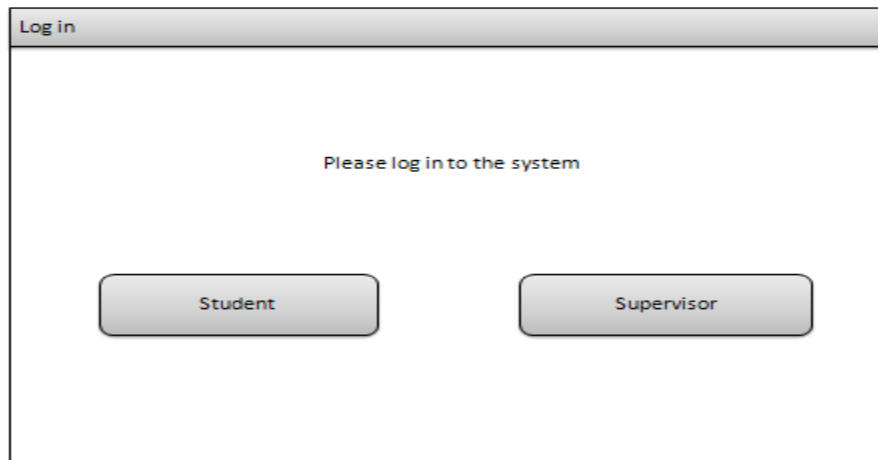 Log in
Please log in to the system
Student
Supervisor